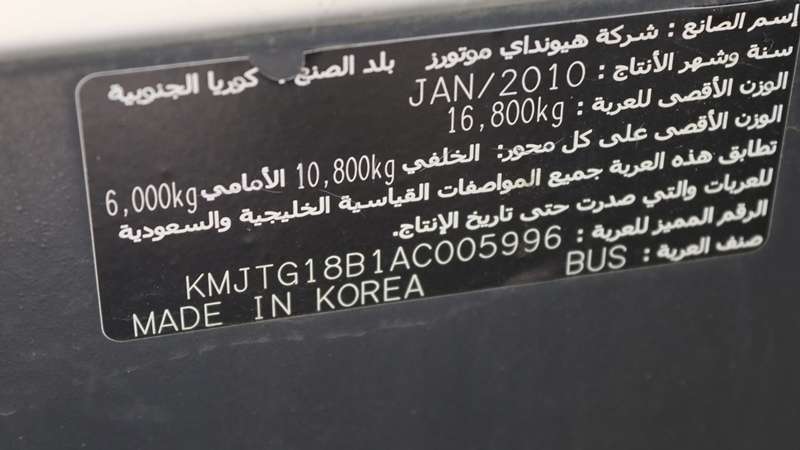 إسم الصانع : شركة هيونداي موتورز بلد الصنع : كوريا الجنوبية
سنة وشهر الأنتاج : JAN/2010
الوزن الأقصى للعربة : 16,800kg
الوزن الأقصى على كل محور: الخلفي 10,800kg الأمامي 6,000kg
تطابق هذه العربة جميع المواصفات القياسية الخليجية والسعودية
للعربات والتي صدرت حتى تاريخ الإنتاج.
الرقم المميز للعربة : KMJTG18B1AC005996
صنف العربة : BUS
MADE IN KOREA